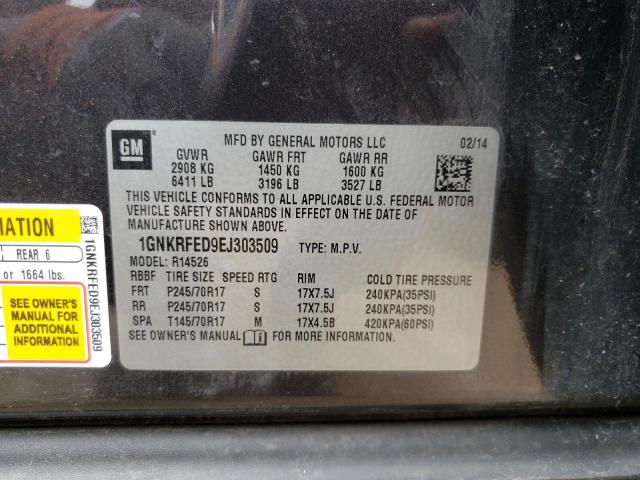 GM
MFD BY GENERAL MOTORS LLC 02/14
GVWR GAWR FRT GAWR RR
2908 KG 1450 KG 1600 KG
6411 LB 3196 LB 3527 LB
THIS VEHICLE CONFORMS TO ALL APPLICABLE U.S. FEDERAL MOTOR
VEHICLE SAFETY STANDARDS IN EFFECT ON THE DATE OF
MANUFACTURE SHOWN ABOVE.
1GNKRFED9EJ303509 TYPE: M.P.V.
MODEL: R14526
RBBF TIRE SIZE SPEED RTG RIM COLD TIRE PRESSURE
FRT P245/70R17 S 17X7.5J 240KPA(35PSI)
RR P245/70R17 S 17X7.5J 240KPA(35PSI)
SPA T145/70R17 M 17X4.5B 420KPA(60PSI)
SEE OWNER'S MANUAL FOR MORE INFORMATION
MATION
REAR 6
or 1664 lbs.
SEE OWNER'S
MANUAL FOR
ADDITIONAL
INFORMATION
1GNKRFED9EJ303509